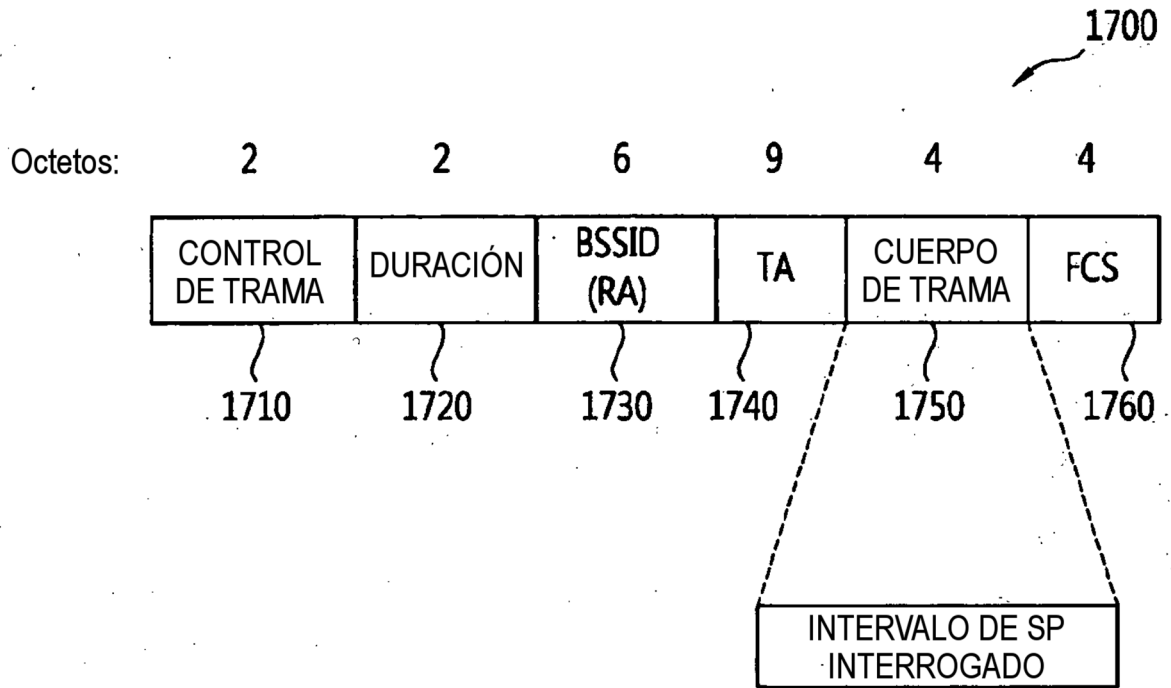 1700
Octetos: 2 2 6 9 4 4
CONTROL DE TRAMA
DURACIÓN
BSSID (RA)
TA
CUERPO DE TRAMA
FCS
1710 1720 1730 1740 1750 1760
INTERVALO DE SP
INTERROGADO